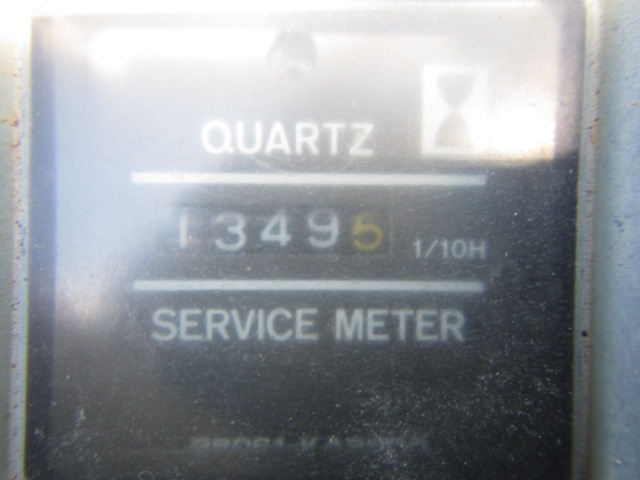 QUARTZ
13495 1/10H
SERVICE METER